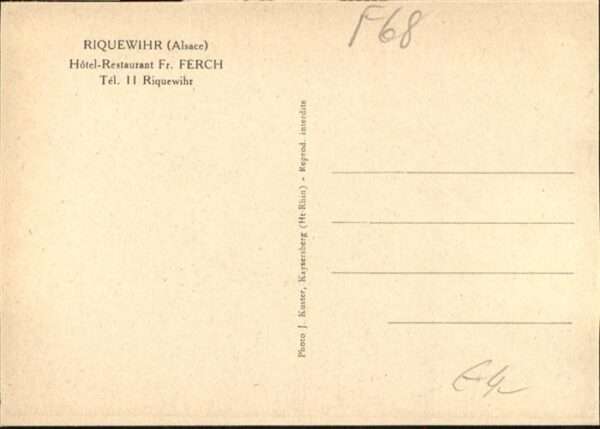 RIQUEWIHR (Alsace)
Hôtel-Restaurant Fr. FERCH
Tél. 11 Riquewihr
Photo J. Kuster, Kaysersberg (Ht-Rhin) - Reprod. interdite
F68